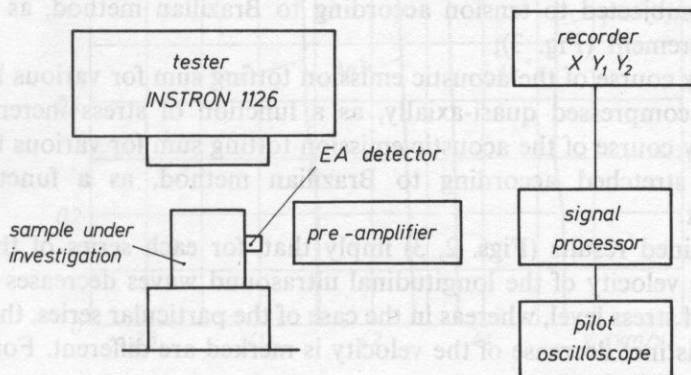 tester
INSTRON 1126
recorder
X Y₁ Y₂
EA detector
sample under
investigation
pre-amplifier
signal
processor
pilot
oscilloscope